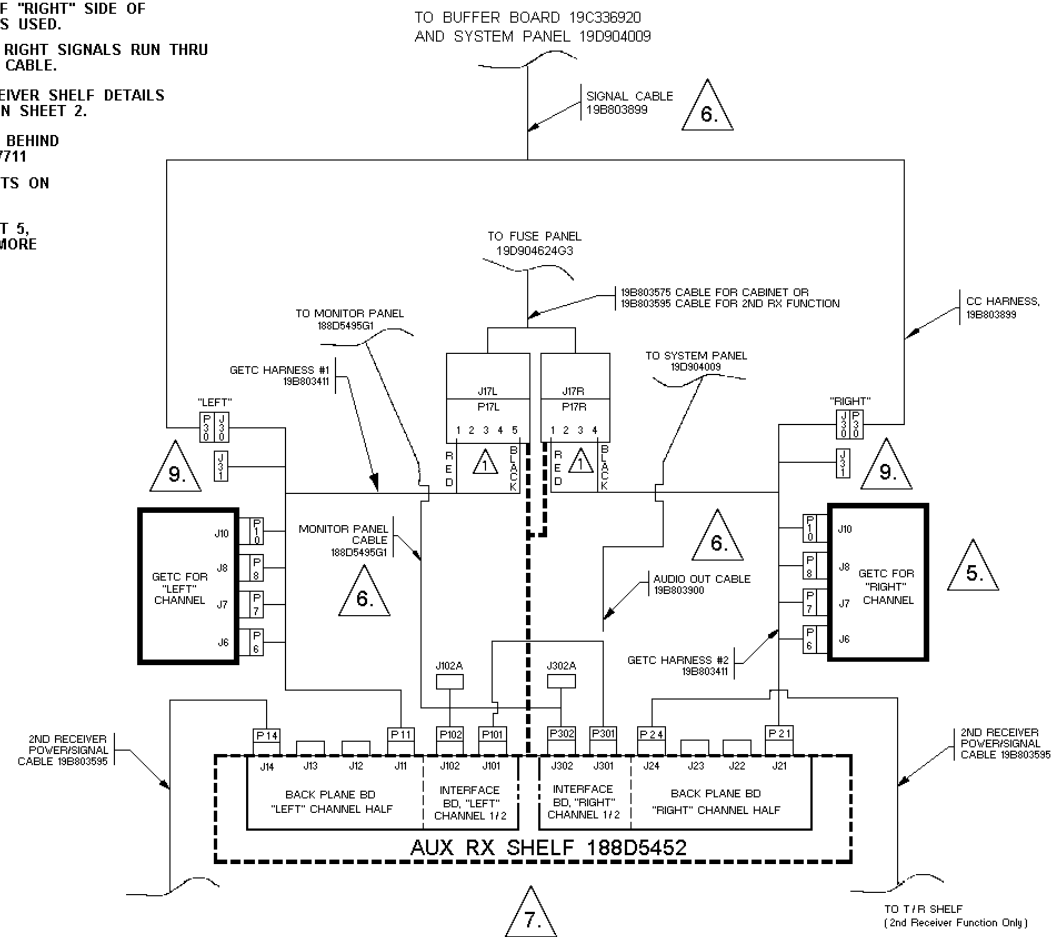 F "RIGHT" SIDE OF
S USED.
RIGHT SIGNALS RUN THRU
CABLE.
EIVER SHELF DETAILS
N SHEET 2.
BEHIND
7711
TS ON
T 5,
MORE
TO BUFFER BOARD 19C336920
AND SYSTEM PANEL 19D904009
SIGNAL CABLE
19B803899
6.
TO FUSE PANEL
19D904624G3
19B803575 CABLE FOR CABINET OR
19B803595 CABLE FOR 2ND RX FUNCTION
CC HARNESS,
19B803899
TO MONITOR PANEL
188D5495G1
TO SYSTEM PANEL
19D904009
GETC HARNESS #1
19B803411
J17L
P17L
1 2 3 4 5
J17R
P17R
1 2 3 4
RED
1
BLACK
RED
1
BLACK
"LEFT"
P30
J30
J31
9.
"RIGHT"
J30
P30
J31
9.
GETC FOR
"LEFT"
CHANNEL
J10
P10
J8
P8
J7
P7
J6
P6
MONITOR PANEL
CABLE
188D5495G1
6.
6.
AUDIO OUT CABLE
19B803900
GETC HARNESS #2
19B803411
P10
J10
P8
J8
P7
J7
P6
J6
GETC FOR
"RIGHT"
CHANNEL
5.
J102A
J302A
2ND RECEIVER
POWER/SIGNAL
CABLE 19B803595
2ND RECEIVER
POWER/SIGNAL
CABLE 19B803595
P14
P11
P102
P101
P302
P301
P24
P21
J14
J13
J12
J11
J102
J101
J302
J301
J24
J23
J22
J21
BACK PLANE BD
"LEFT" CHANNEL HALF
INTERFACE
BD, "LEFT"
CHANNEL 1/2
INTERFACE
BD, "RIGHT"
CHANNEL 1/2
BACK PLANE BD
"RIGHT" CHANNEL HALF
AUX RX SHELF 188D5452
7.
TO T/R SHELF
(2nd Receiver Function Only)